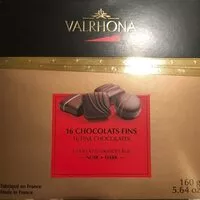 VALRHONA
16 CHOCOLATS FINS
16 FINE CHOCOLATES
NOIR • DARK
Fabriqué en France
Made in France
160 g
5.64 oz